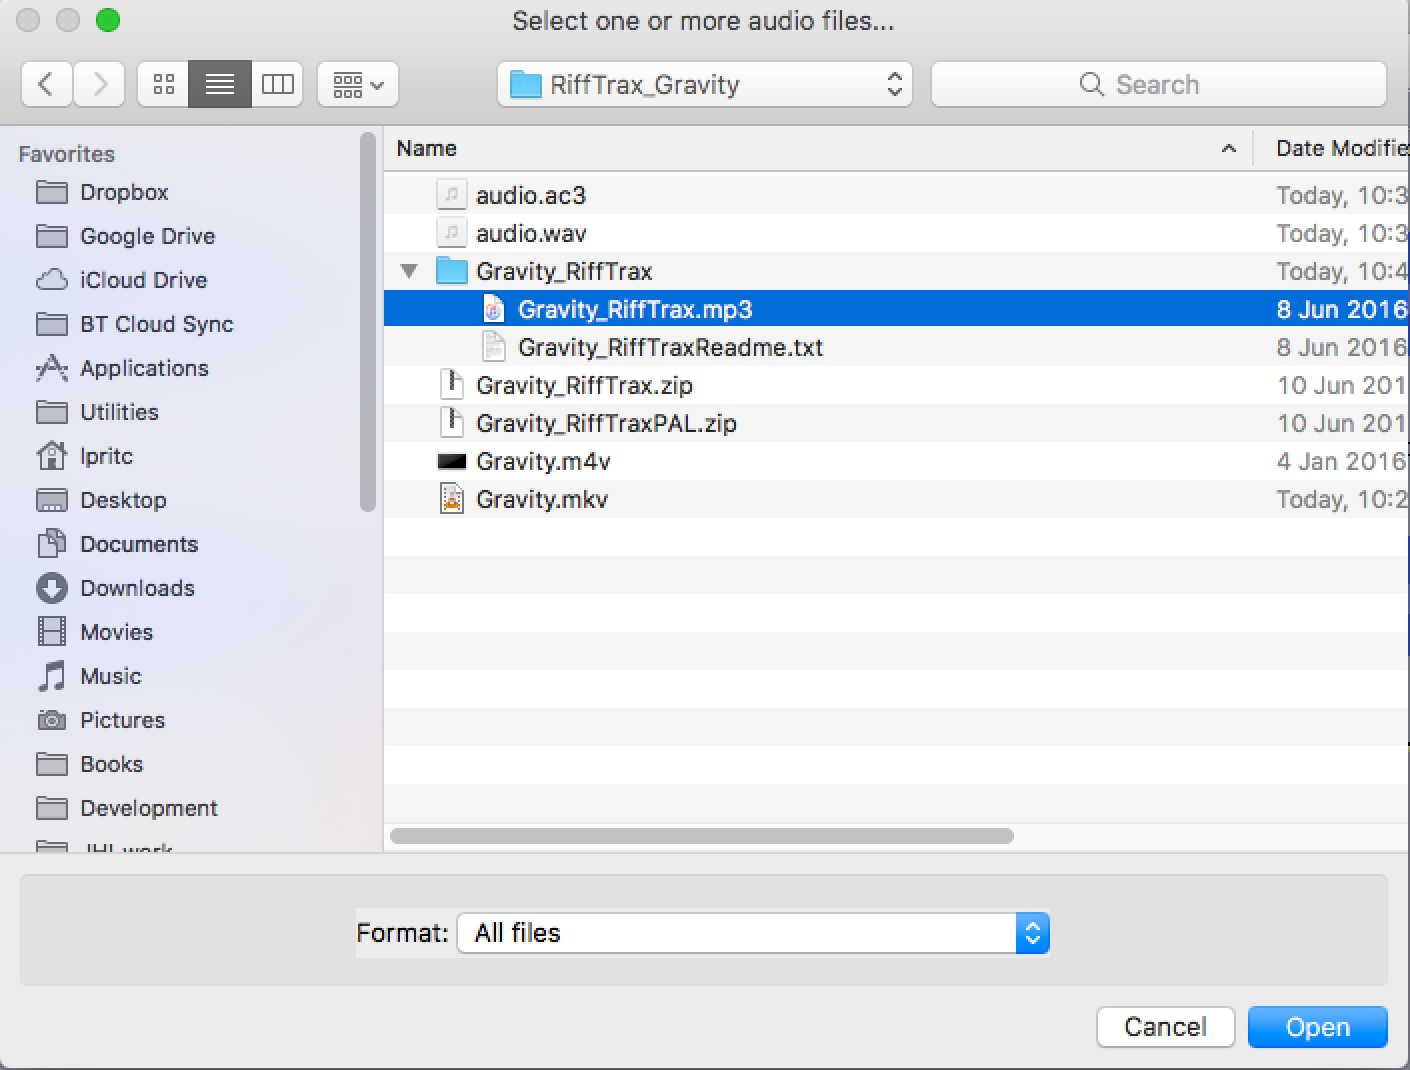 Select one or more audio files...
RiffTrax_Gravity
Search
Favorites
Dropbox
Google Drive
iCloud Drive
BT Cloud Sync
Applications
Utilities
lpritc
Desktop
Documents
Downloads
Movies
Music
Pictures
Books
Development
JHI work
Name Date Modifie
audio.ac3 Today, 10:3
audio.wav Today, 10:3
Gravity_RiffTrax Today, 10:4
Gravity_RiffTrax.mp3 8 Jun 2016
Gravity_RiffTraxReadme.txt 8 Jun 2016
Gravity_RiffTrax.zip 10 Jun 201
Gravity_RiffTraxPAL.zip 10 Jun 201
Gravity.m4v 4 Jan 2016
Gravity.mkv Today, 10:2
Format: All files
Cancel Open